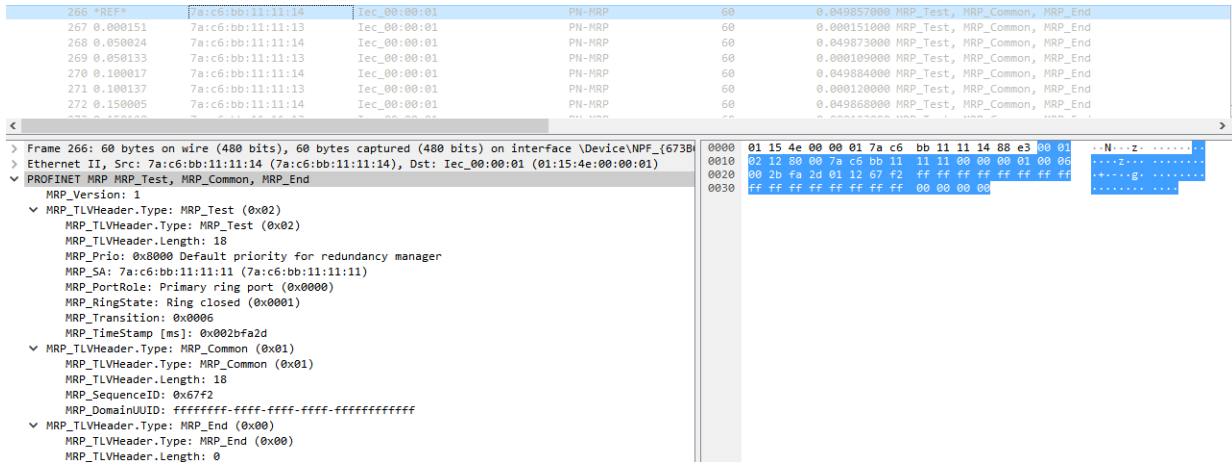 266 *REF* 7a:c6:bb:11:11:14 Iec_00:00:01 PN-MRP 60 0.049857000 MRP_Test, MRP_Common, MRP_End
267 0.000151 7a:c6:bb:11:11:13 Iec_00:00:01 PN-MRP 60 0.000151000 MRP_Test, MRP_Common, MRP_End
268 0.050024 7a:c6:bb:11:11:14 Iec_00:00:01 PN-MRP 60 0.049873000 MRP_Test, MRP_Common, MRP_End
269 0.050133 7a:c6:bb:11:11:13 Iec_00:00:01 PN-MRP 60 0.000109000 MRP_Test, MRP_Common, MRP_End
270 0.100017 7a:c6:bb:11:11:14 Iec_00:00:01 PN-MRP 60 0.049884000 MRP_Test, MRP_Common, MRP_End
271 0.100137 7a:c6:bb:11:11:13 Iec_00:00:01 PN-MRP 60 0.000120000 MRP_Test, MRP_Common, MRP_End
272 0.150005 7a:c6:bb:11:11:14 Iec_00:00:01 PN-MRP 60 0.049868000 MRP_Test, MRP_Common, MRP_End
Frame 266: 60 bytes on wire (480 bits), 60 bytes captured (480 bits) on interface \Device\NPF_{673B
Ethernet II, Src: 7a:c6:bb:11:11:14 (7a:c6:bb:11:11:14), Dst: Iec_00:00:01 (01:15:4e:00:00:01)
PROFINET MRP MRP_Test, MRP_Common, MRP_End
MRP_Version: 1
MRP_TLVHeader.Type: MRP_Test (0x02)
MRP_TLVHeader.Type: MRP_Test (0x02)
MRP_TLVHeader.Length: 18
MRP_Prio: 0x8000 Default priority for redundancy manager
MRP_SA: 7a:c6:bb:11:11:11 (7a:c6:bb:11:11:11)
MRP_PortRole: Primary ring port (0x0000)
MRP_RingState: Ring closed (0x0001)
MRP_Transition: 0x0006
MRP_TimeStamp [ms]: 0x002bfa2d
MRP_TLVHeader.Type: MRP_Common (0x01)
MRP_TLVHeader.Type: MRP_Common (0x01)
MRP_TLVHeader.Length: 18
MRP_SequenceID: 0x67f2
MRP_DomainUUID: ffffffff-ffff-ffff-ffff-ffffffffffff
MRP_TLVHeader.Type: MRP_End (0x00)
MRP_TLVHeader.Type: MRP_End (0x00)
MRP_TLVHeader.Length: 0
0000 01 15 4e 00 00 01 7a c6 bb 11 11 14 88 e3 00 01 ··N···z· ········
0010 02 12 80 00 7a c6 bb 11 11 11 00 00 00 01 00 06 ····z··· ········
0020 00 2b fa 2d 01 12 67 f2 ff ff ff ff ff ff ff ff ·+·-··g· ········
0030 ff ff ff ff ff ff ff ff 00 00 00 00 ········ ····